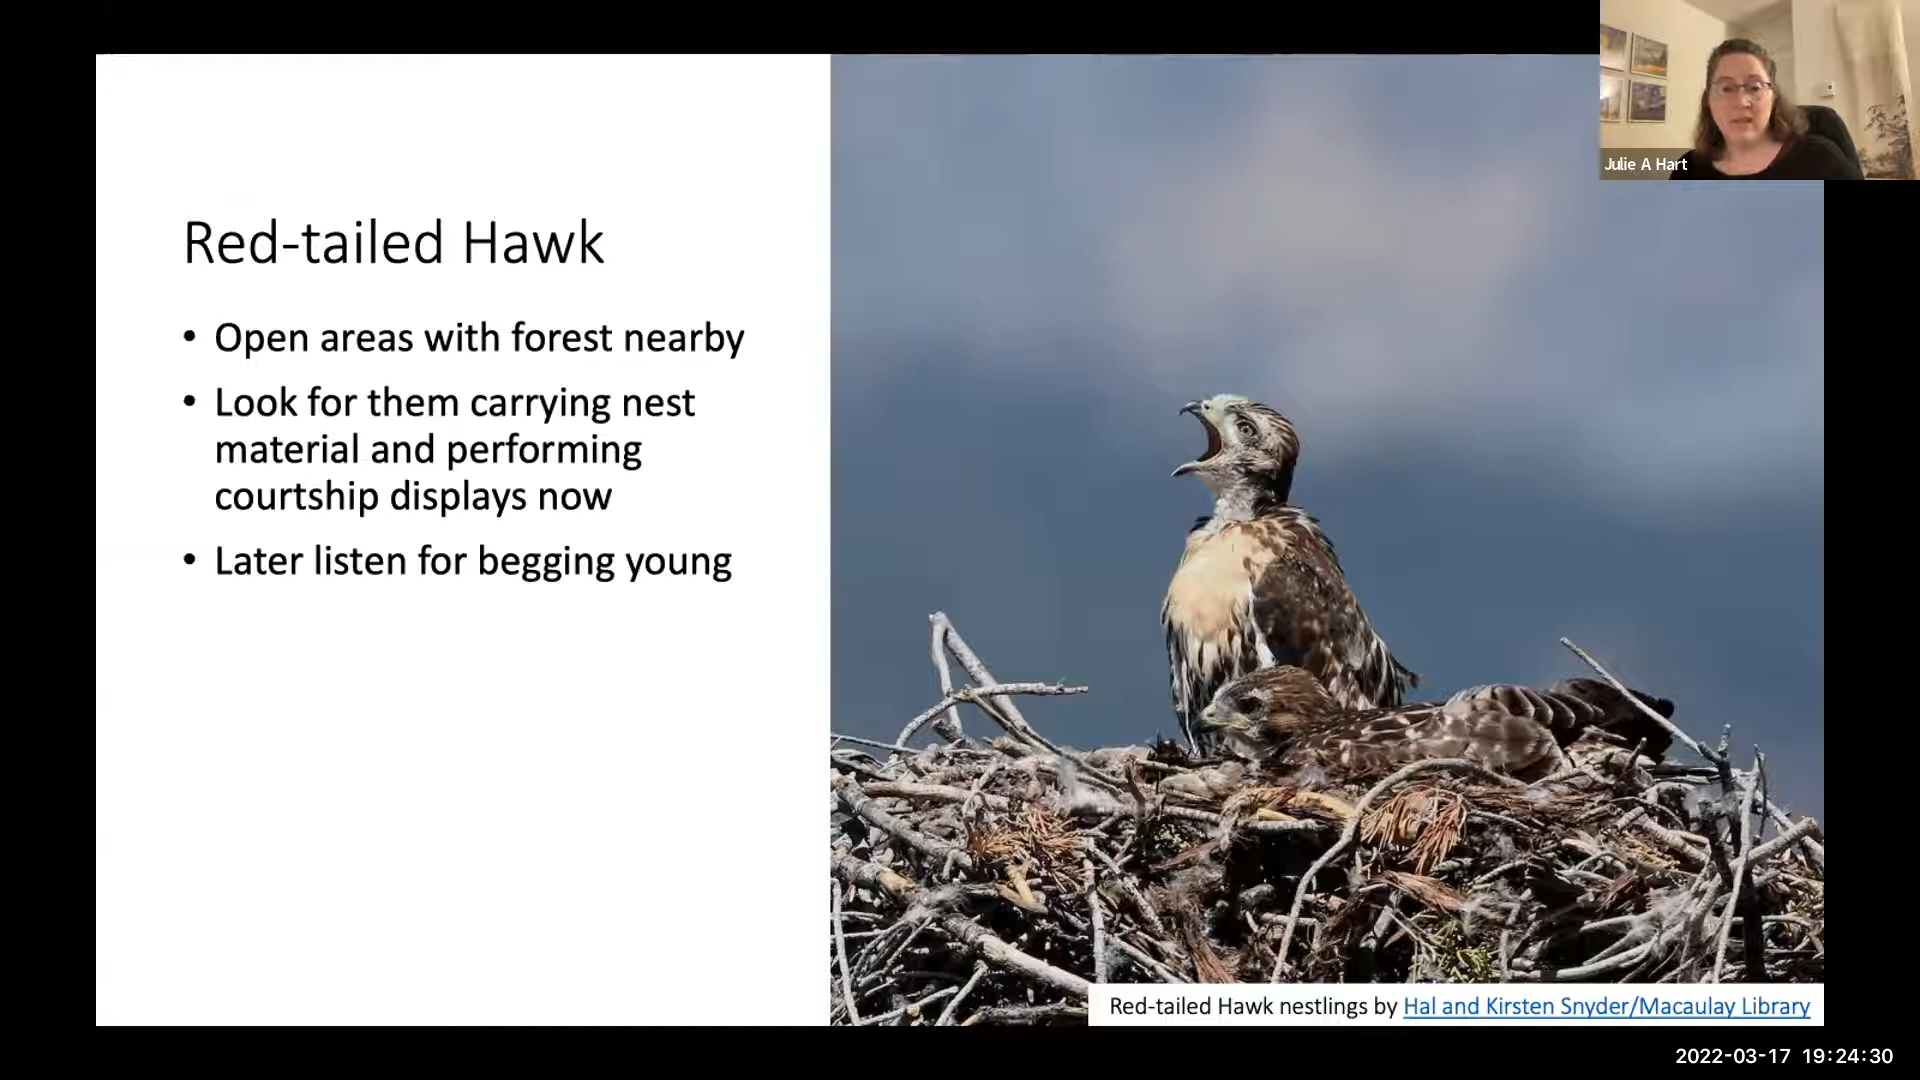 Julie A Hart
Red-tailed Hawk
• Open areas with forest nearby
• Look for them carrying nest
material and performing
courtship displays now
• Later listen for begging young
Red-tailed Hawk nestlings by Hal and Kirsten Snyder/Macaulay Library
2022-03-17 19:24:30